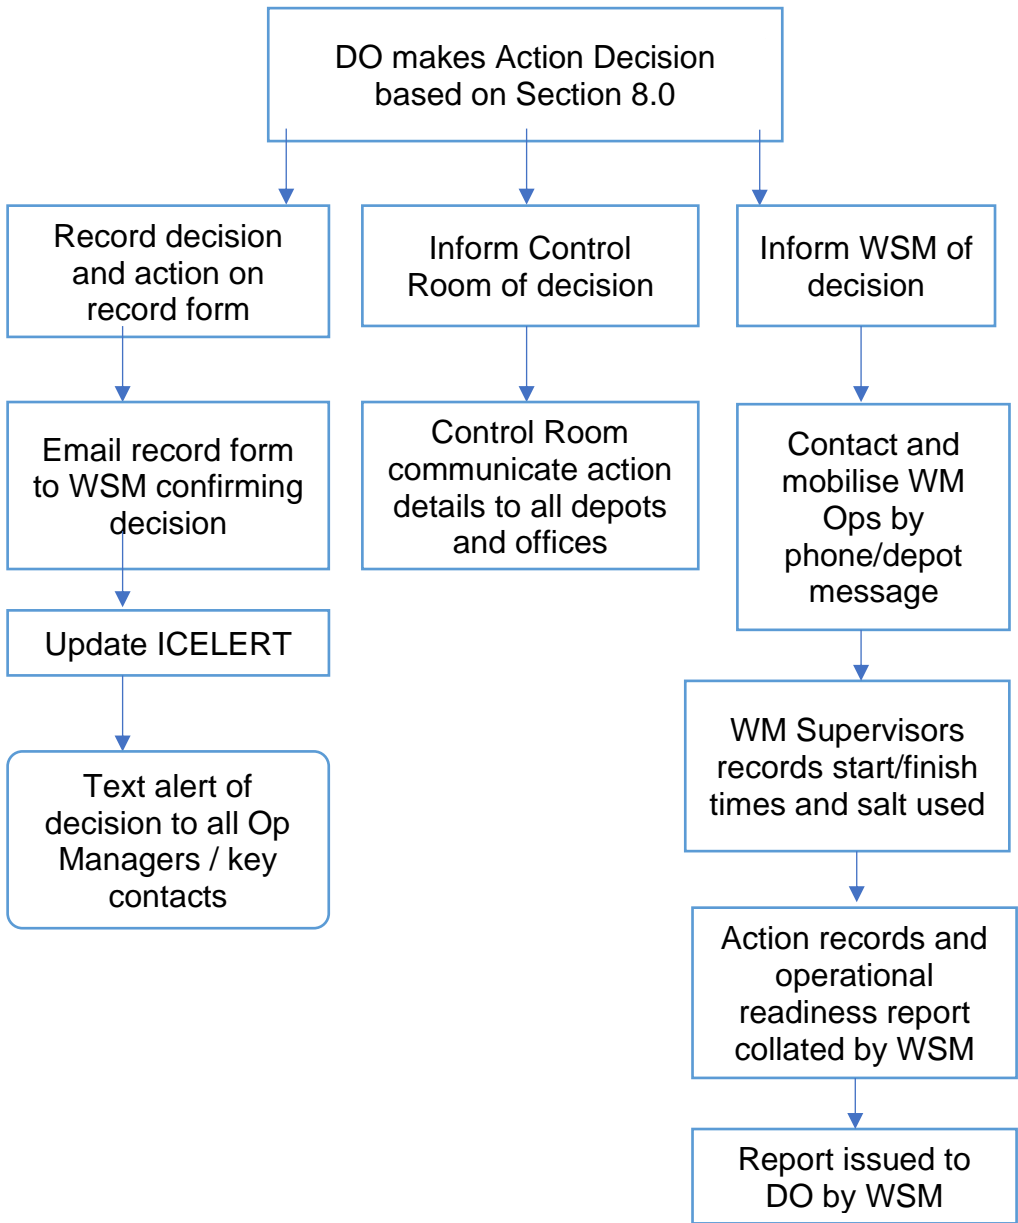 DO makes Action Decision
based on Section 8.0
Record decision
and action on
record form
Inform Control
Room of decision
Inform WSM of
decision
Email record form
to WSM confirming
decision
Control Room
communicate action
details to all depots
and offices
Contact and
mobilise WM
Ops by
phone/depot
message
Update ICELERT
WM Supervisors
records start/finish
times and salt used
Text alert of
decision to all Op
Managers / key
contacts
Action records and
operational
readiness report
collated by WSM
Report issued to
DO by WSM